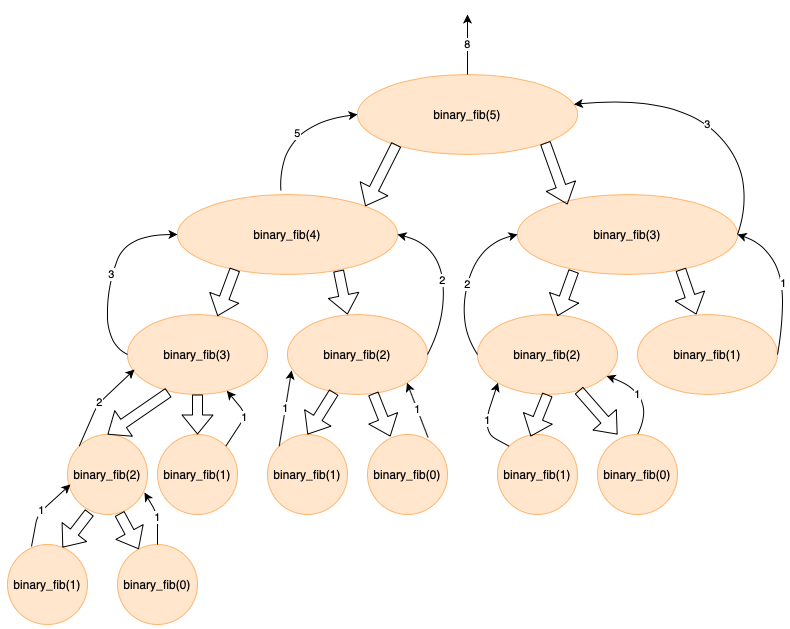 8
binary_fib(5)
5
3
binary_fib(4)
binary_fib(3)
3
2
2
1
binary_fib(3)
binary_fib(2)
binary_fib(2)
binary_fib(1)
2
1
1
1
1
1
binary_fib(2)
binary_fib(1)
binary_fib(1)
binary_fib(0)
binary_fib(1)
binary_fib(0)
1
1
binary_fib(1)
binary_fib(0)